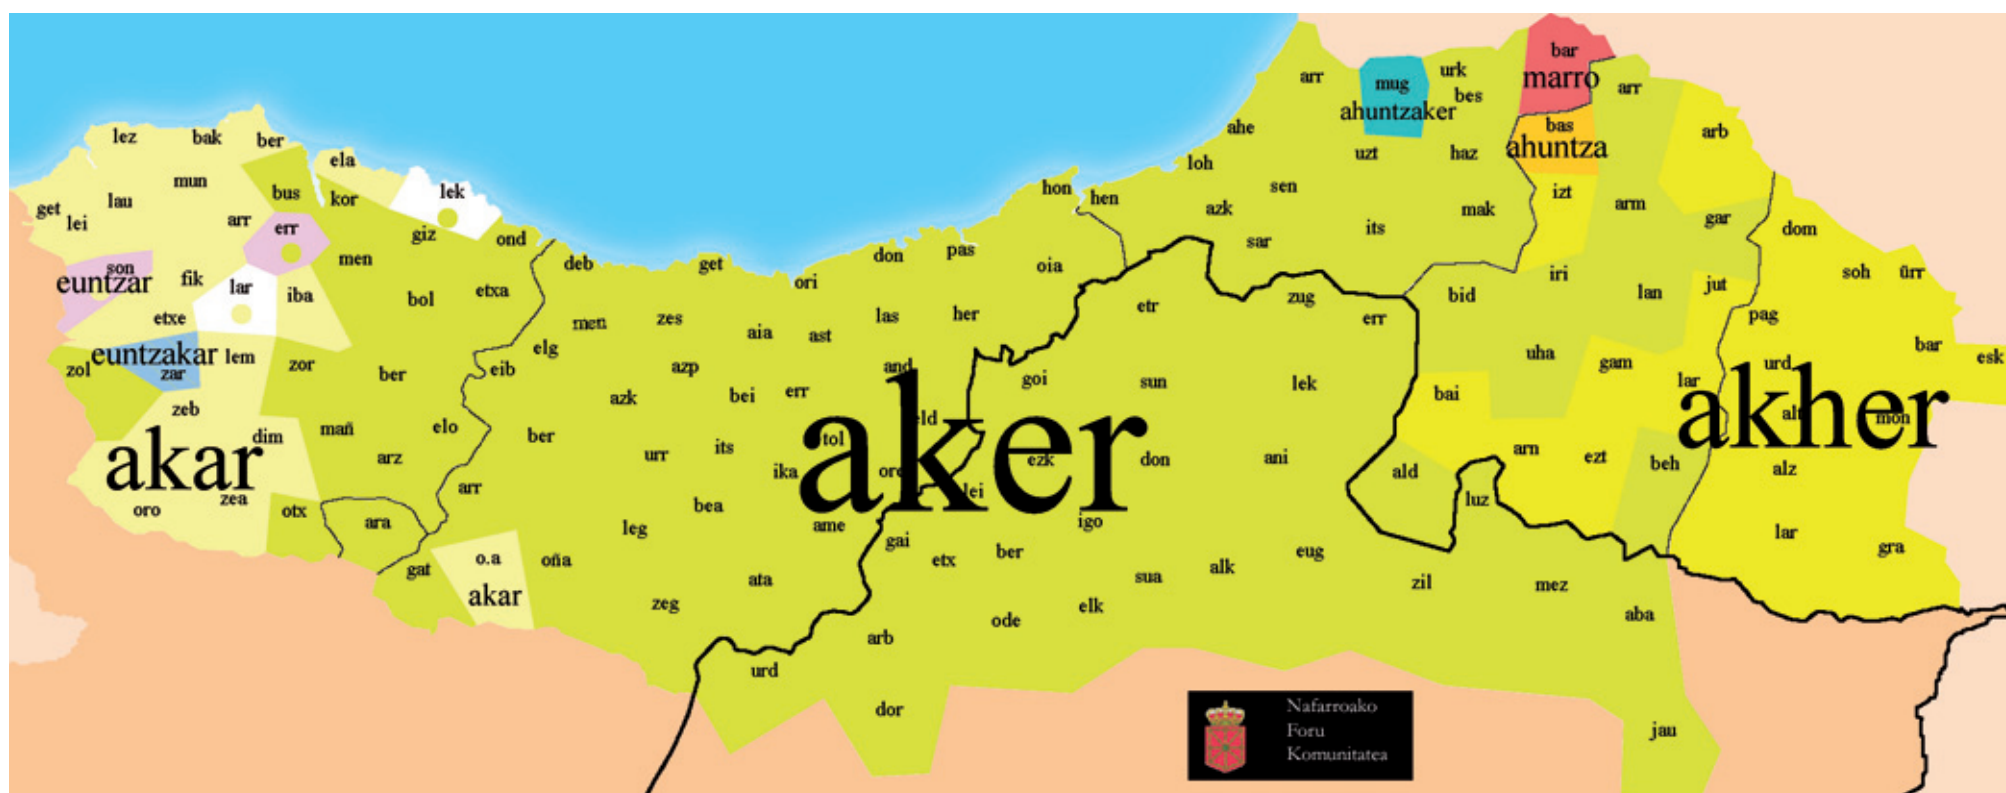 bar
marro
arr
mug
urk
bes
arr
ahuntzaker
bas
ahuntza
arb
ahe
lez
bak
ber
ela
uzt
haz
loh
mun
lek
hon
hen
sen
izt
bus
kor
get
lau
lei
arr
err
azk
mak
arm
gar
giz
ond
its
dom
sar
men
don
pas
deb
get
oia
son
euntzar
fik
lar
iba
ori
iri
soh
ürr
bol
etxa
zug
bid
lan
jut
etxe
men
zes
las
her
etr
err
pag
aia
ast
euntzakar
lem
elg
uha
bar
esk
zol
zar
zor
ber
eib
azp
and
goi
sun
lek
gam
lar
urd
azk
bei
err
bai
zeb
akar
dim
mañ
elo
ber
tol
eld
aker
akher
alt
mon
arz
urr
its
ika
ore
ezk
don
ani
ald
arn
ezt
beh
alz
oro
zea
otx
arr
lei
luz
ara
leg
bea
ame
igo
lar
gra
gat
o.a
akar
oña
gai
etx
ber
eug
ata
sua
alk
zil
mez
zeg
elk
aba
arb
ode
urd
dor
jau
Nafarroako
Foru
Komunitatea